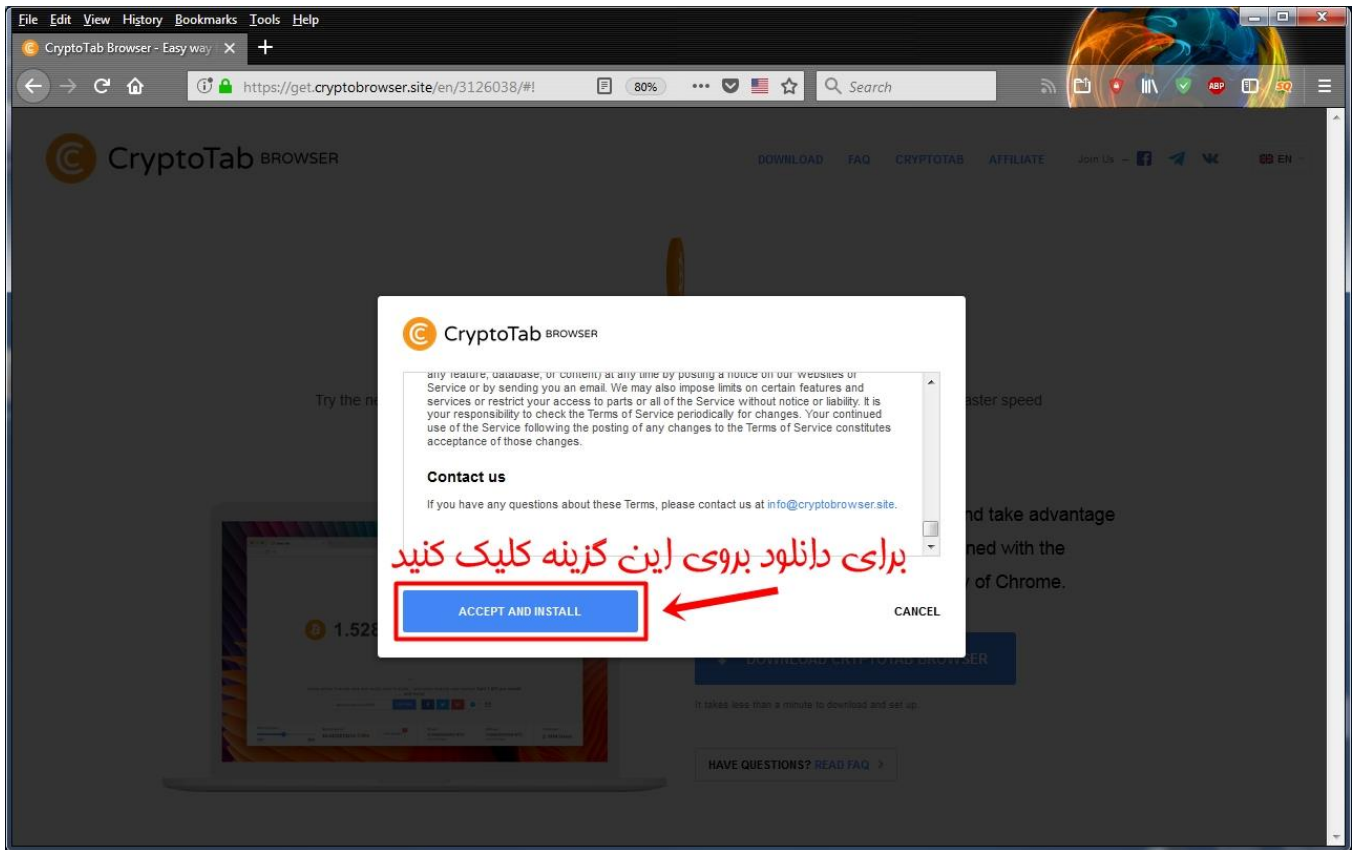 File Edit View History Bookmarks Tools Help
CryptoTab Browser - Easy way
https://get.cryptobrowser.site/en/3126038/#!
80%
Search
ABP
SQ
CryptoTab BROWSER
DOWNLOAD FAQ CRYPTOTAB AFFILIATE Join Us - EN
Try the ne
aster speed
CryptoTab BROWSER
any feature, database, or content) at any time by posting a notice on our websites or
Service or by sending you an email. We may also impose limits on certain features and
services or restrict your access to parts or all of the Service without notice or liability. It is
your responsibility to check the Terms of Service periodically for changes. Your continued
use of the Service following the posting of any changes to the Terms of Service constitutes
acceptance of those changes.
Contact us
If you have any questions about these Terms, please contact us at info@cryptobrowser.site.
برای دانلود بروی این گزینه کلیک کنید
ACCEPT AND INSTALL
CANCEL
nd take advantage
ned with the
of Chrome.
1.528
DOWNLOAD CRYPTOTAB BROWSER
It takes less than a minute to download and set up.
HAVE QUESTIONS? READ FAQ